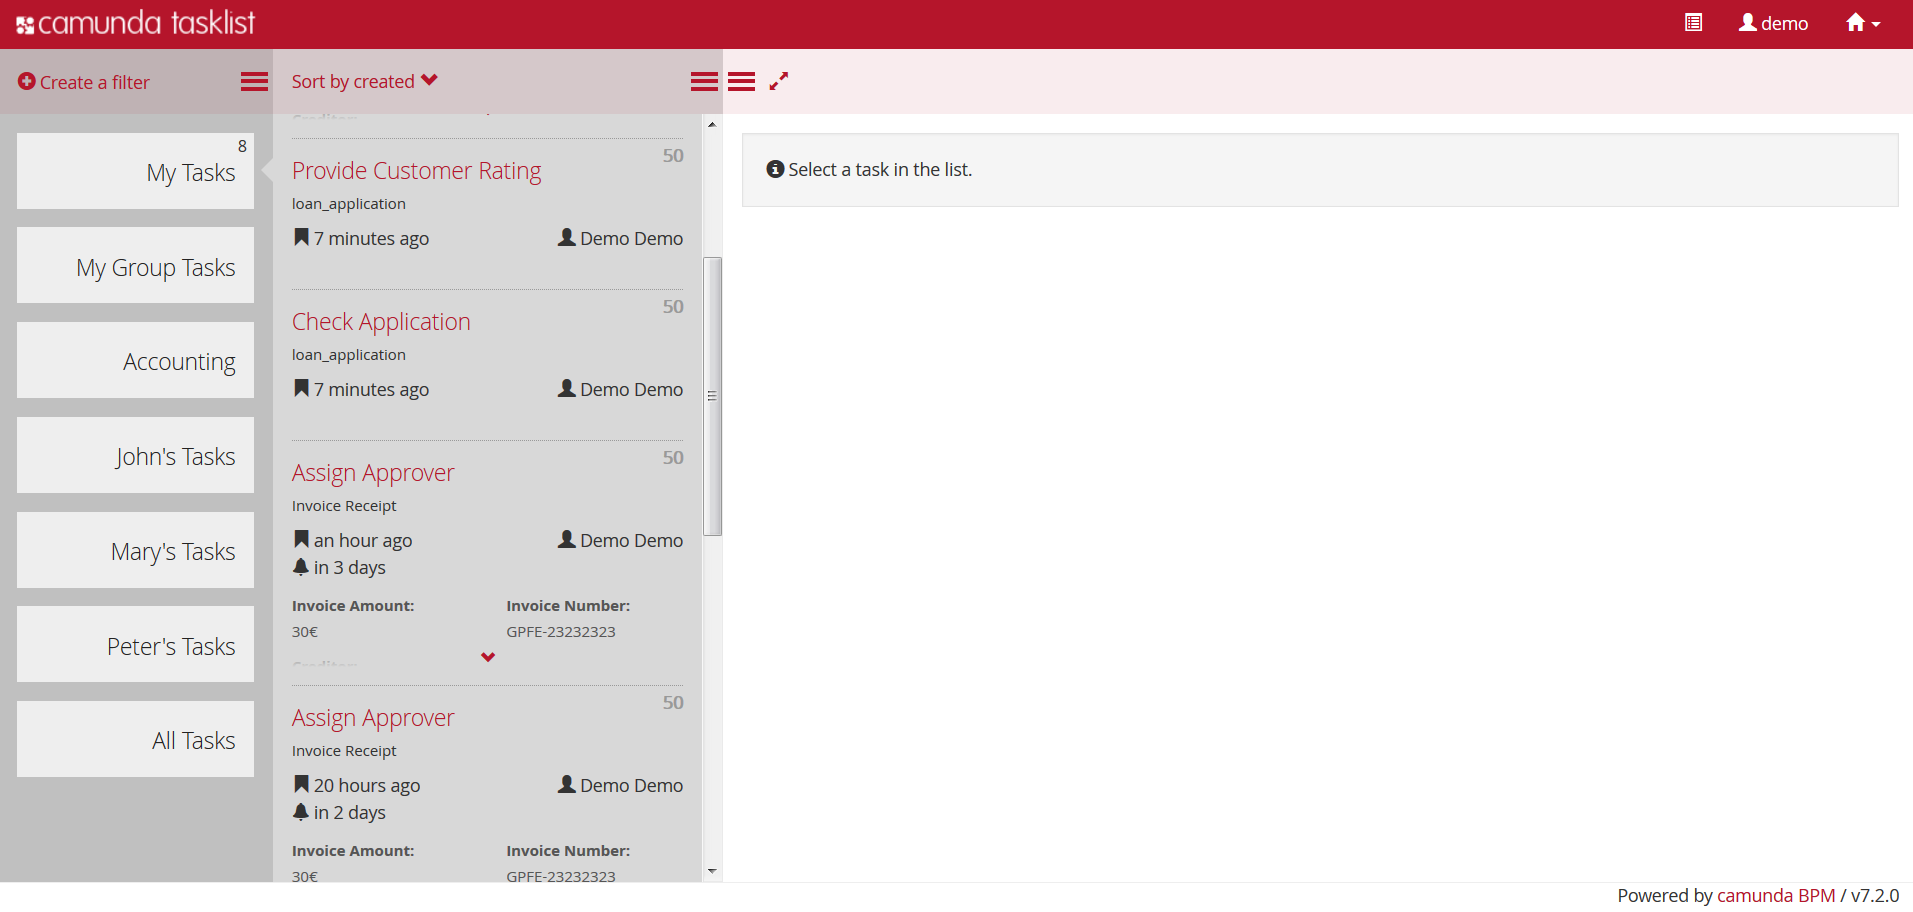 camunda tasklist
demo
Create a filter
Sort by created
8
My Tasks
My Group Tasks
Accounting
John's Tasks
Mary's Tasks
Peter's Tasks
All Tasks
50
Provide Customer Rating
loan_application
7 minutes ago
Demo Demo
50
Check Application
loan_application
7 minutes ago
Demo Demo
50
Assign Approver
Invoice Receipt
an hour ago
Demo Demo
in 3 days
Invoice Amount: Invoice Number:
30€ GPFE-23232323
50
Assign Approver
Invoice Receipt
20 hours ago
Demo Demo
in 2 days
Invoice Amount: Invoice Number:
30€ GPFE-23232323
Select a task in the list.
Powered by camunda BPM / v7.2.0